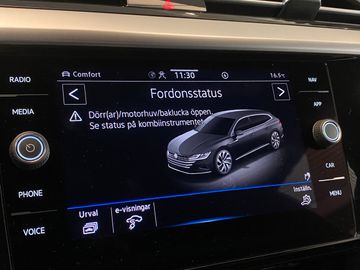 RADIO
MEDIA
PHONE
VOICE
NAV
APP
CAR
MENU
Comfort
11:30
16.5°C
Fordonsstatus
Dörr(ar)/motorhuv/baklucka öppen.
Se status på kombiinstrumentet
Urval
e-visningar
Inställn.